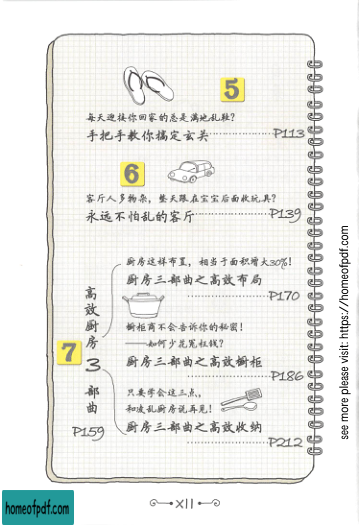 5
每天迎接你回家的总是满地乱鞋？
手把手教你搞定玄关……P113
6
客厅人多物杂，整天跟在宝宝后面收玩具？
永远不怕乱的客厅……P139
7
高效厨房3部曲
P159
厨房这样布置，相当于面积增大30%！
厨房三部曲之高效布局
……P170
橱柜商不会告诉你的秘密！
——如何少花冤枉钱？
厨房三部曲之高效橱柜
……P186
只要学会这三点，
和凌乱厨房说再见！
厨房三部曲之高效收纳
……P212
XII
see more please visit: https://homeofpdf.com
homeofpdf.com